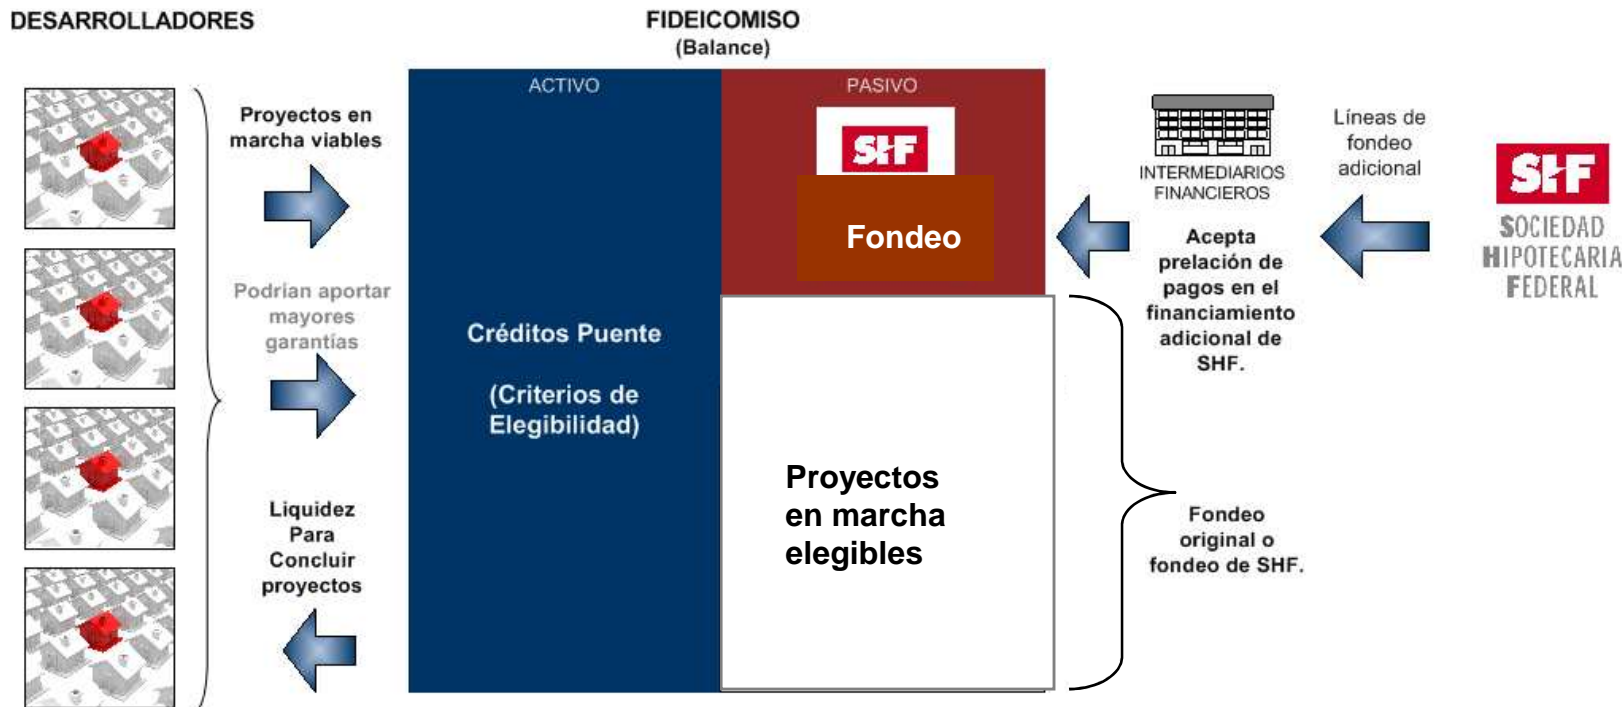 DESARROLLADORES
FIDEICOMISO
(Balance)
Proyectos en
marcha viables
Podrian aportar
mayores
garantías
Liquidez
Para
Concluir
proyectos
ACTIVO
Créditos Puente
(Criterios de
Elegibilidad)
PASIVO
SHF
Fondeo
Proyectos
en marcha
elegibles
INTERMEDIARIOS
FINANCIEROS
Acepta
prelación de
pagos en el
financiamiento
adicional de
SHF.
Fondeo
original o
fondeo de SHF.
Líneas de
fondeo
adicional
SHF
SOCIEDAD
HIPOTECARIA
FEDERAL